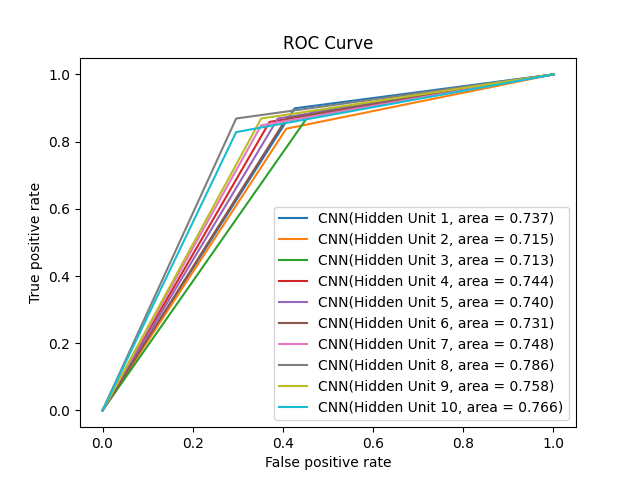 ROC Curve
1.0
0.8
0.6
0.4
0.2
0.0
True positive rate
CNN(Hidden Unit 1, area = 0.737)
CNN(Hidden Unit 2, area = 0.715)
CNN(Hidden Unit 3, area = 0.713)
CNN(Hidden Unit 4, area = 0.744)
CNN(Hidden Unit 5, area = 0.740)
CNN(Hidden Unit 6, area = 0.731)
CNN(Hidden Unit 7, area = 0.748)
CNN(Hidden Unit 8, area = 0.786)
CNN(Hidden Unit 9, area = 0.758)
CNN(Hidden Unit 10, area = 0.766)
0.0 0.2 0.4 0.6 0.8 1.0
False positive rate